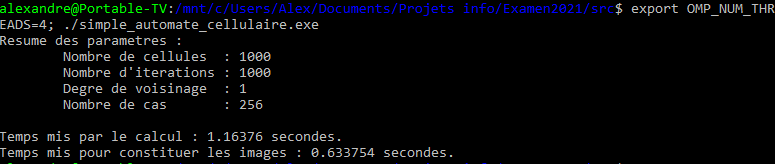 alexandre@Portable-TV:/mnt/c/Users/Alex/Documents/Projets info/Examen2021/src$ export OMP_NUM_THR
EADS=4; ./simple_automate_cellulaire.exe
Resume des parametres :
Nombre de cellules : 1000
Nombre d'iterations : 1000
Degre de voisinage : 1
Nombre de cas : 256
Temps mis par le calcul : 1.16376 secondes.
Temps mis pour constituer les images : 0.633754 secondes.